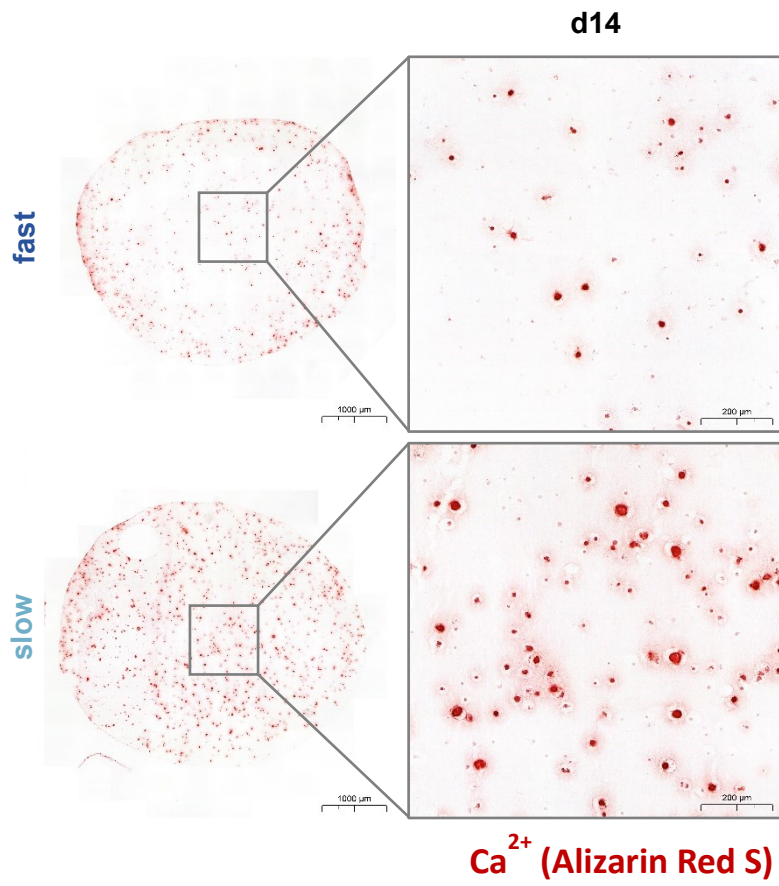 d14
fast
1000 µm
200 µm
slow
1000 µm
200 µm
Ca²⁺ (Alizarin Red S)